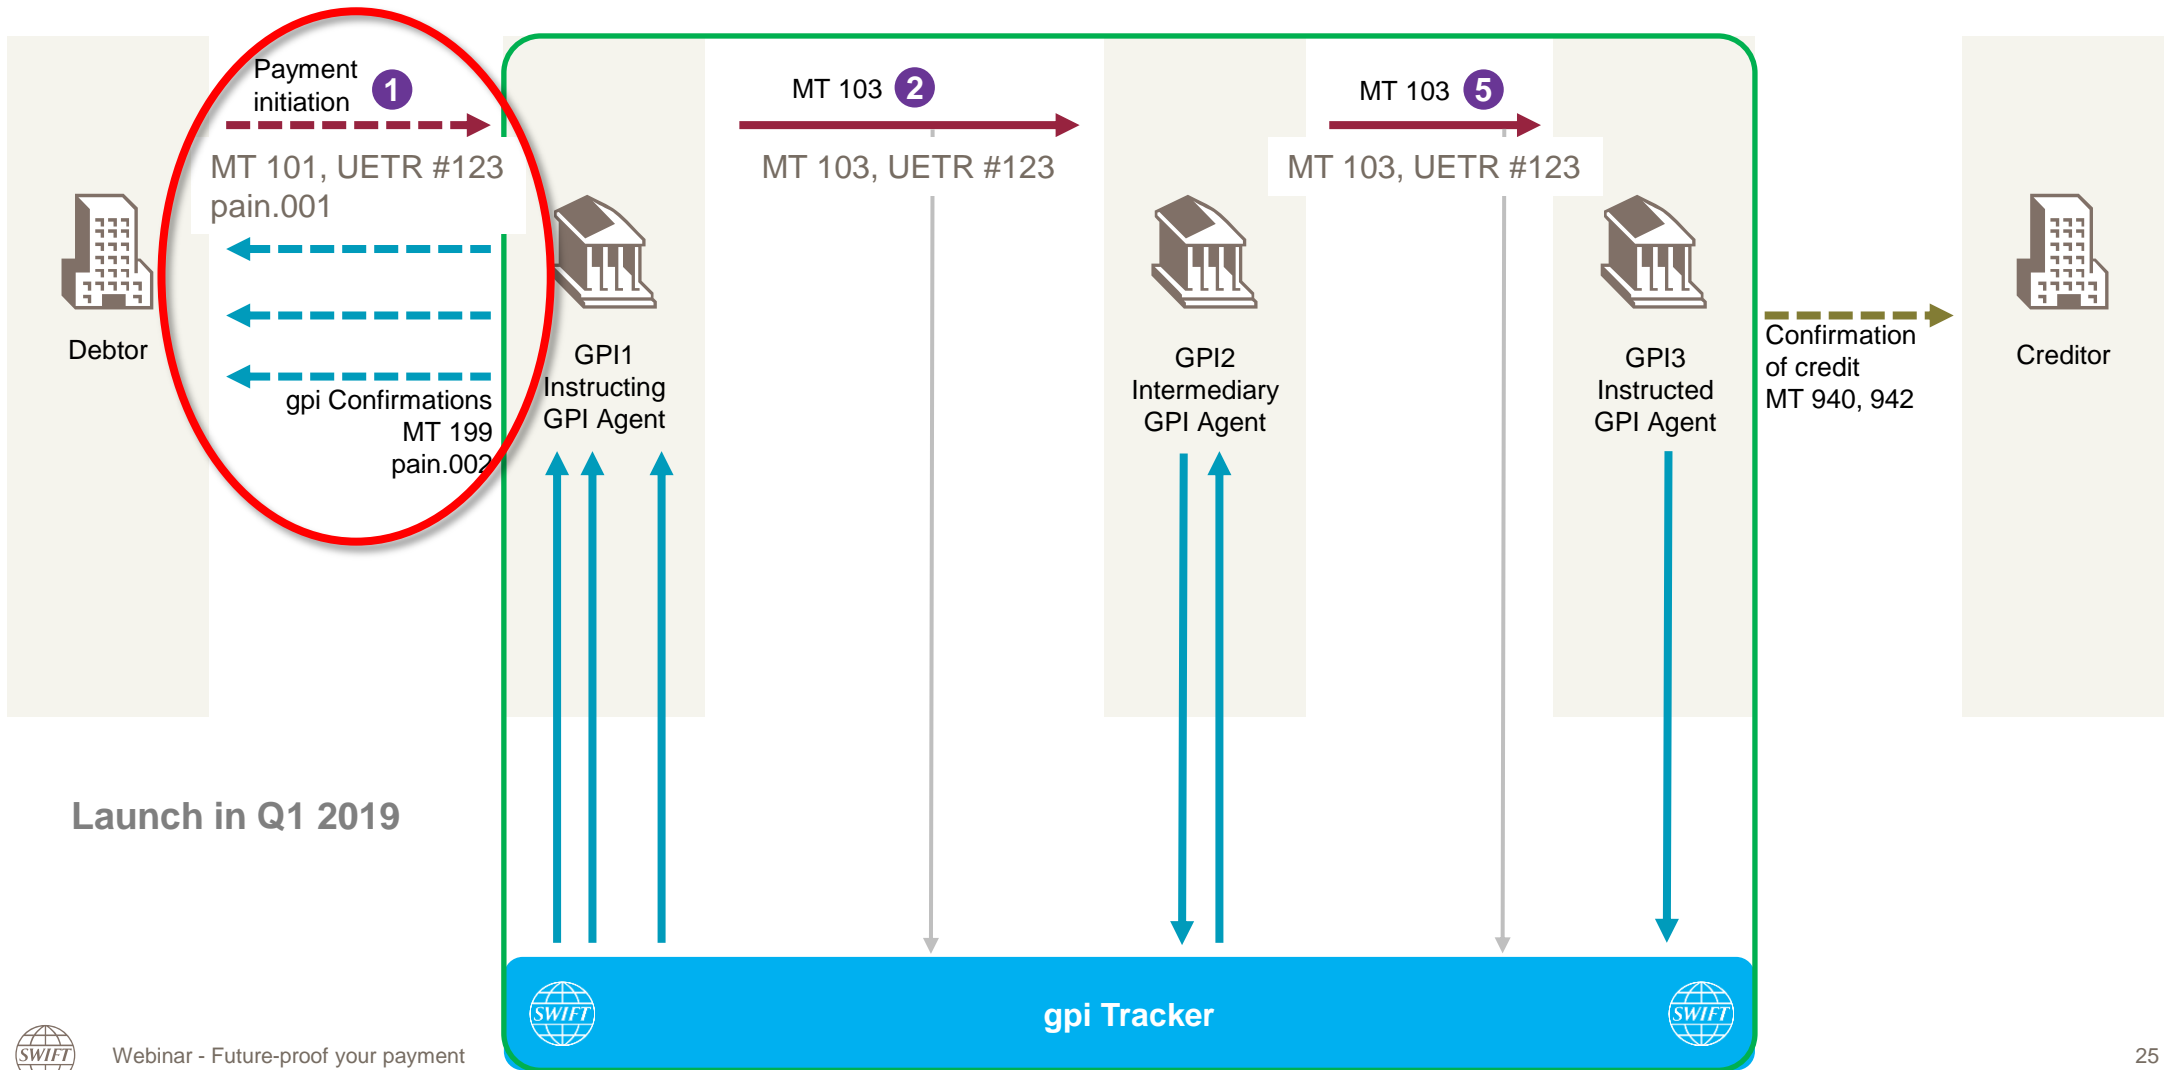 Payment
initiation
1
MT 101, UETR #123
pain.001
MT 103 2
MT 103, UETR #123
MT 103 5
MT 103, UETR #123
Debtor
gpi Confirmations
MT 199
pain.002
GPI1
Instructing
GPI Agent
GPI2
Intermediary
GPI Agent
GPI3
Instructed
GPI Agent
Confirmation
of credit
MT 940, 942
Creditor
Launch in Q1 2019
SWIFT
gpi Tracker
SWIFT
SWIFT
Webinar - Future-proof your payment
25